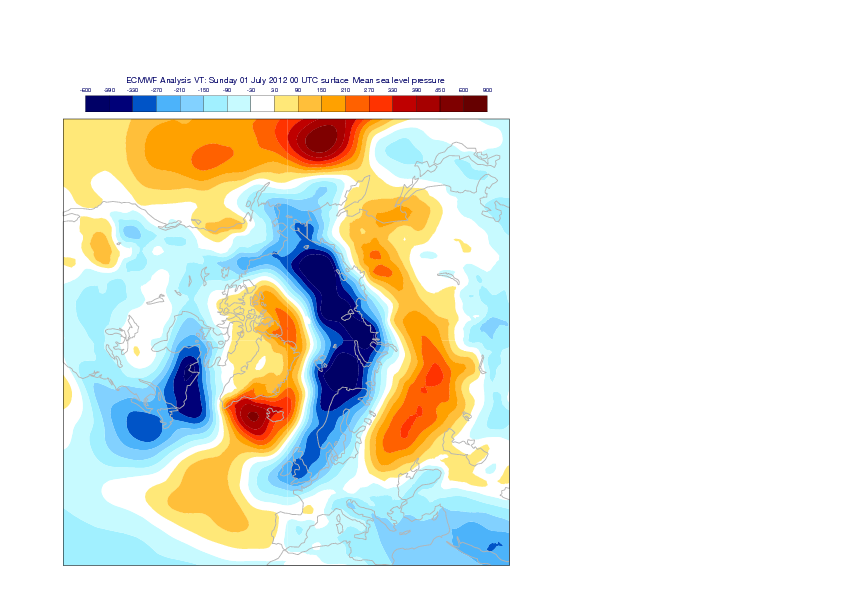 ECMWF Analysis VT: Sunday 01 July 2012 00 UTC surface Mean sea level pressure
-600 -390 -330 -270 -210 -150 -90 -30 30 90 150 210 270 330 390 450 600 900